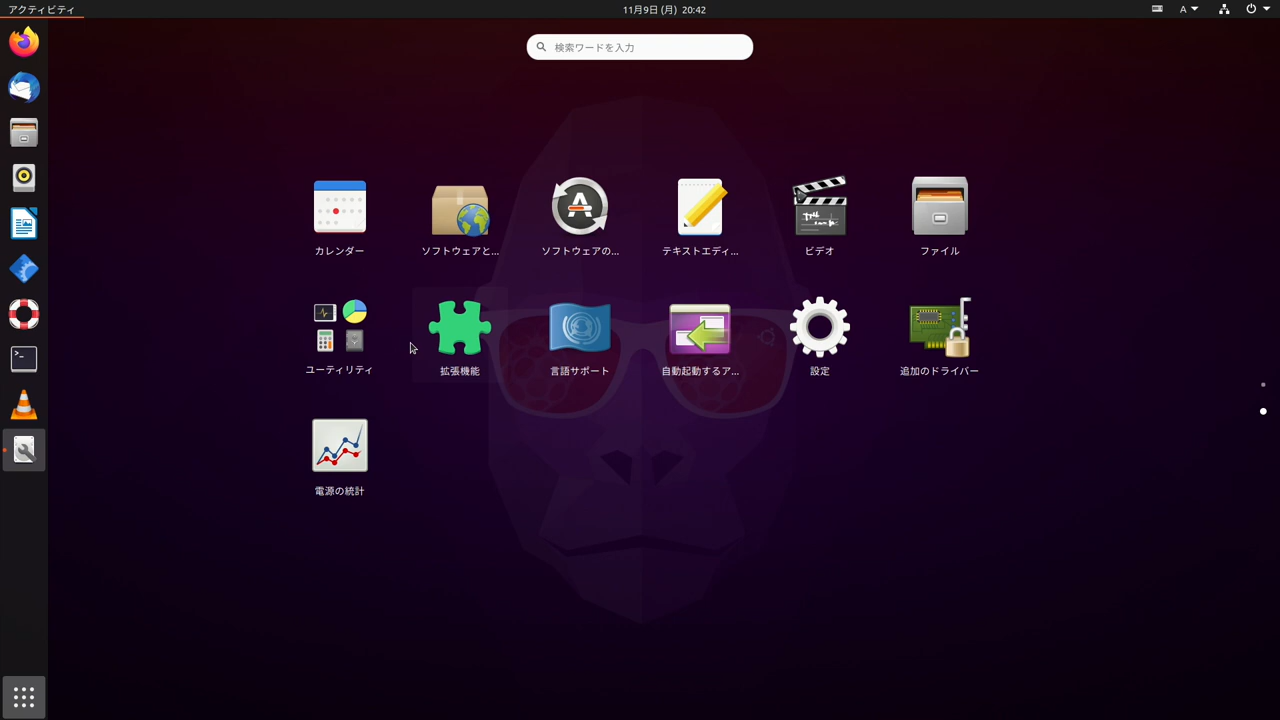 アクティビティ
11月9日 (月) 20:42
A
検索ワードを入力
カレンダー
ソフトウェアと...
ソフトウェアの...
テキストエディ...
ビデオ
ファイル
ユーティリティ
拡張機能
言語サポート
自動起動するア...
設定
追加のドライバー
電源の統計